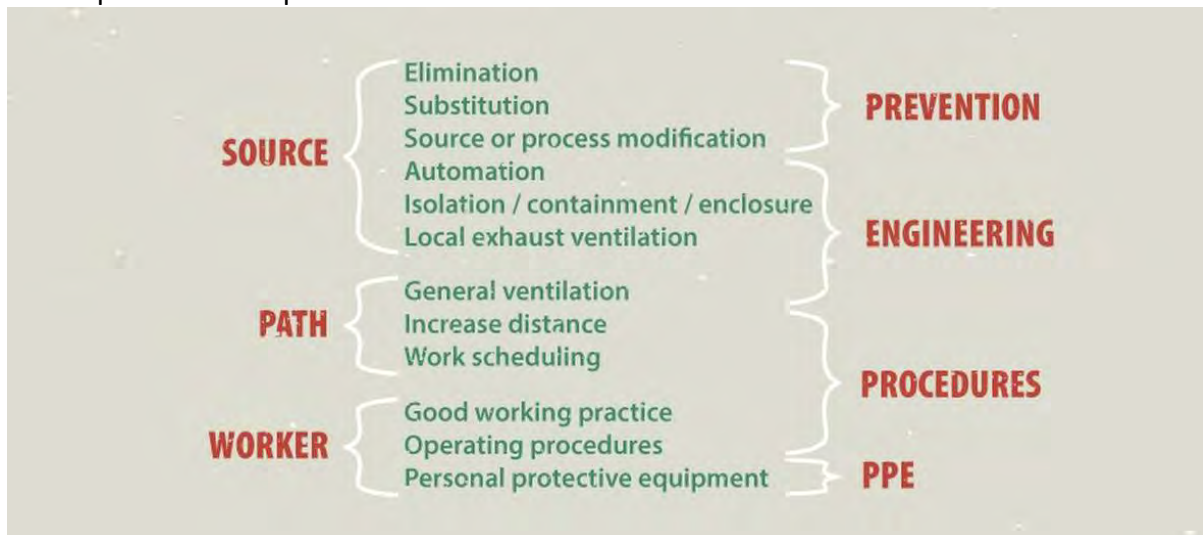 SOURCE
Elimination
Substitution
Source or process modification
Automation
Isolation / containment / enclosure
Local exhaust ventilation
PATH
General ventilation
Increase distance
Work scheduling
WORKER
Good working practice
Operating procedures
Personal protective equipment
PREVENTION
ENGINEERING
PROCEDURES
PPE